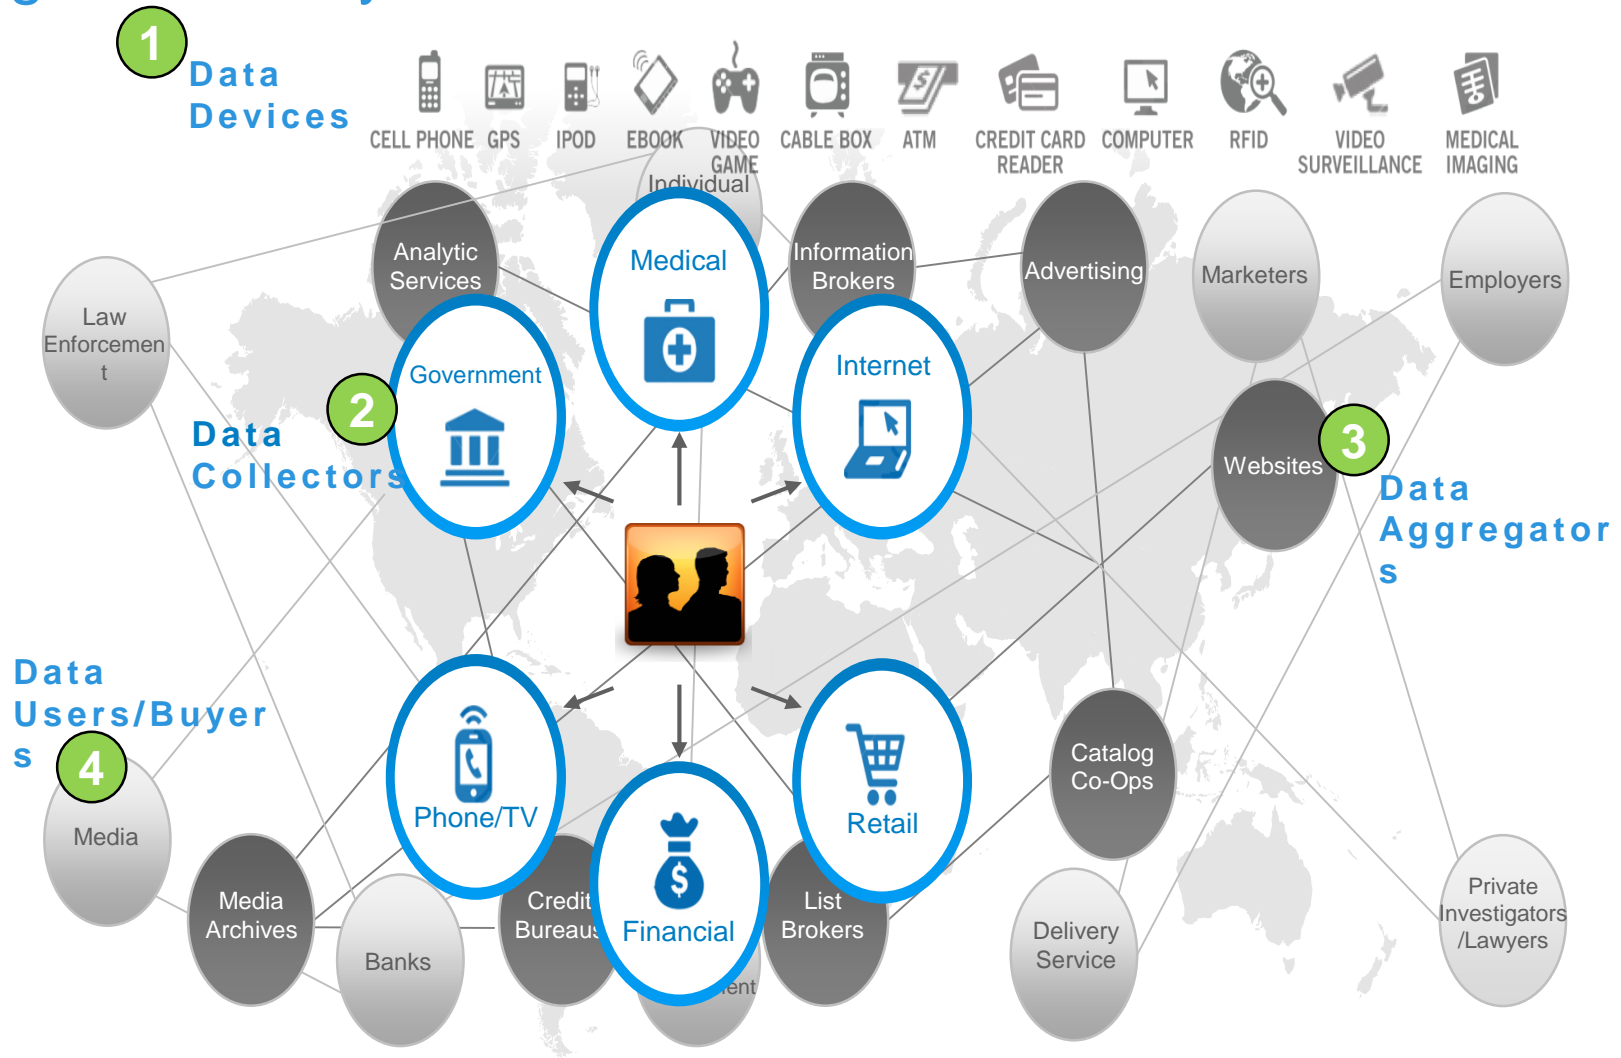 1
Data
Devices
CELL PHONE
GPS
IPOD
EBOOK
VIDEO
GAME
CABLE BOX
ATM
CREDIT CARD
READER
COMPUTER
RFID
VIDEO
SURVEILLANCE
MEDICAL
IMAGING
Individual
Analytic
Services
Medical
Information
Brokers
Advertising
Marketers
Employers
Law
Enforcemen
t
Government
Internet
2
Data
Collectors
Websites
3
Data
Aggregator
s
Data
Users/Buyer
s
4
Media
Phone/TV
$
Financial
Retail
Catalog
Co-Ops
Media
Archives
Banks
Credit
Bureaus
List
Brokers
Delivery
Service
Private
Investigators
/Lawyers